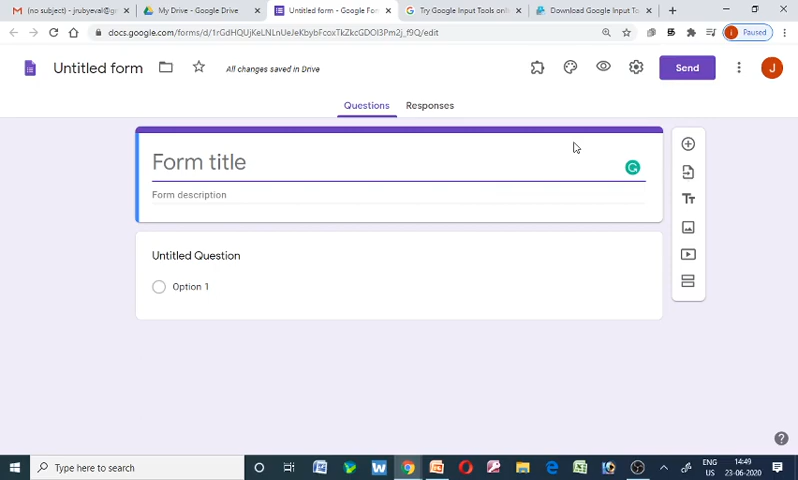 (no subject) - jrubyeval@g
My Drive - Google Drive
Untitled form - Google For
Try Google Input Tools onl
Download Google Input To
docs.google.com/forms/d/1rGdHQUjKeLNLnUeJeKbybFcoxTkZkcGDOI3Pm2j_f9Q/edit
Paused
Untitled form
All changes saved in Drive
Send
J
Questions
Responses
Form title
Form description
Untitled Question
Option 1
Type here to search
ENG
US
14:49
23-06-2020